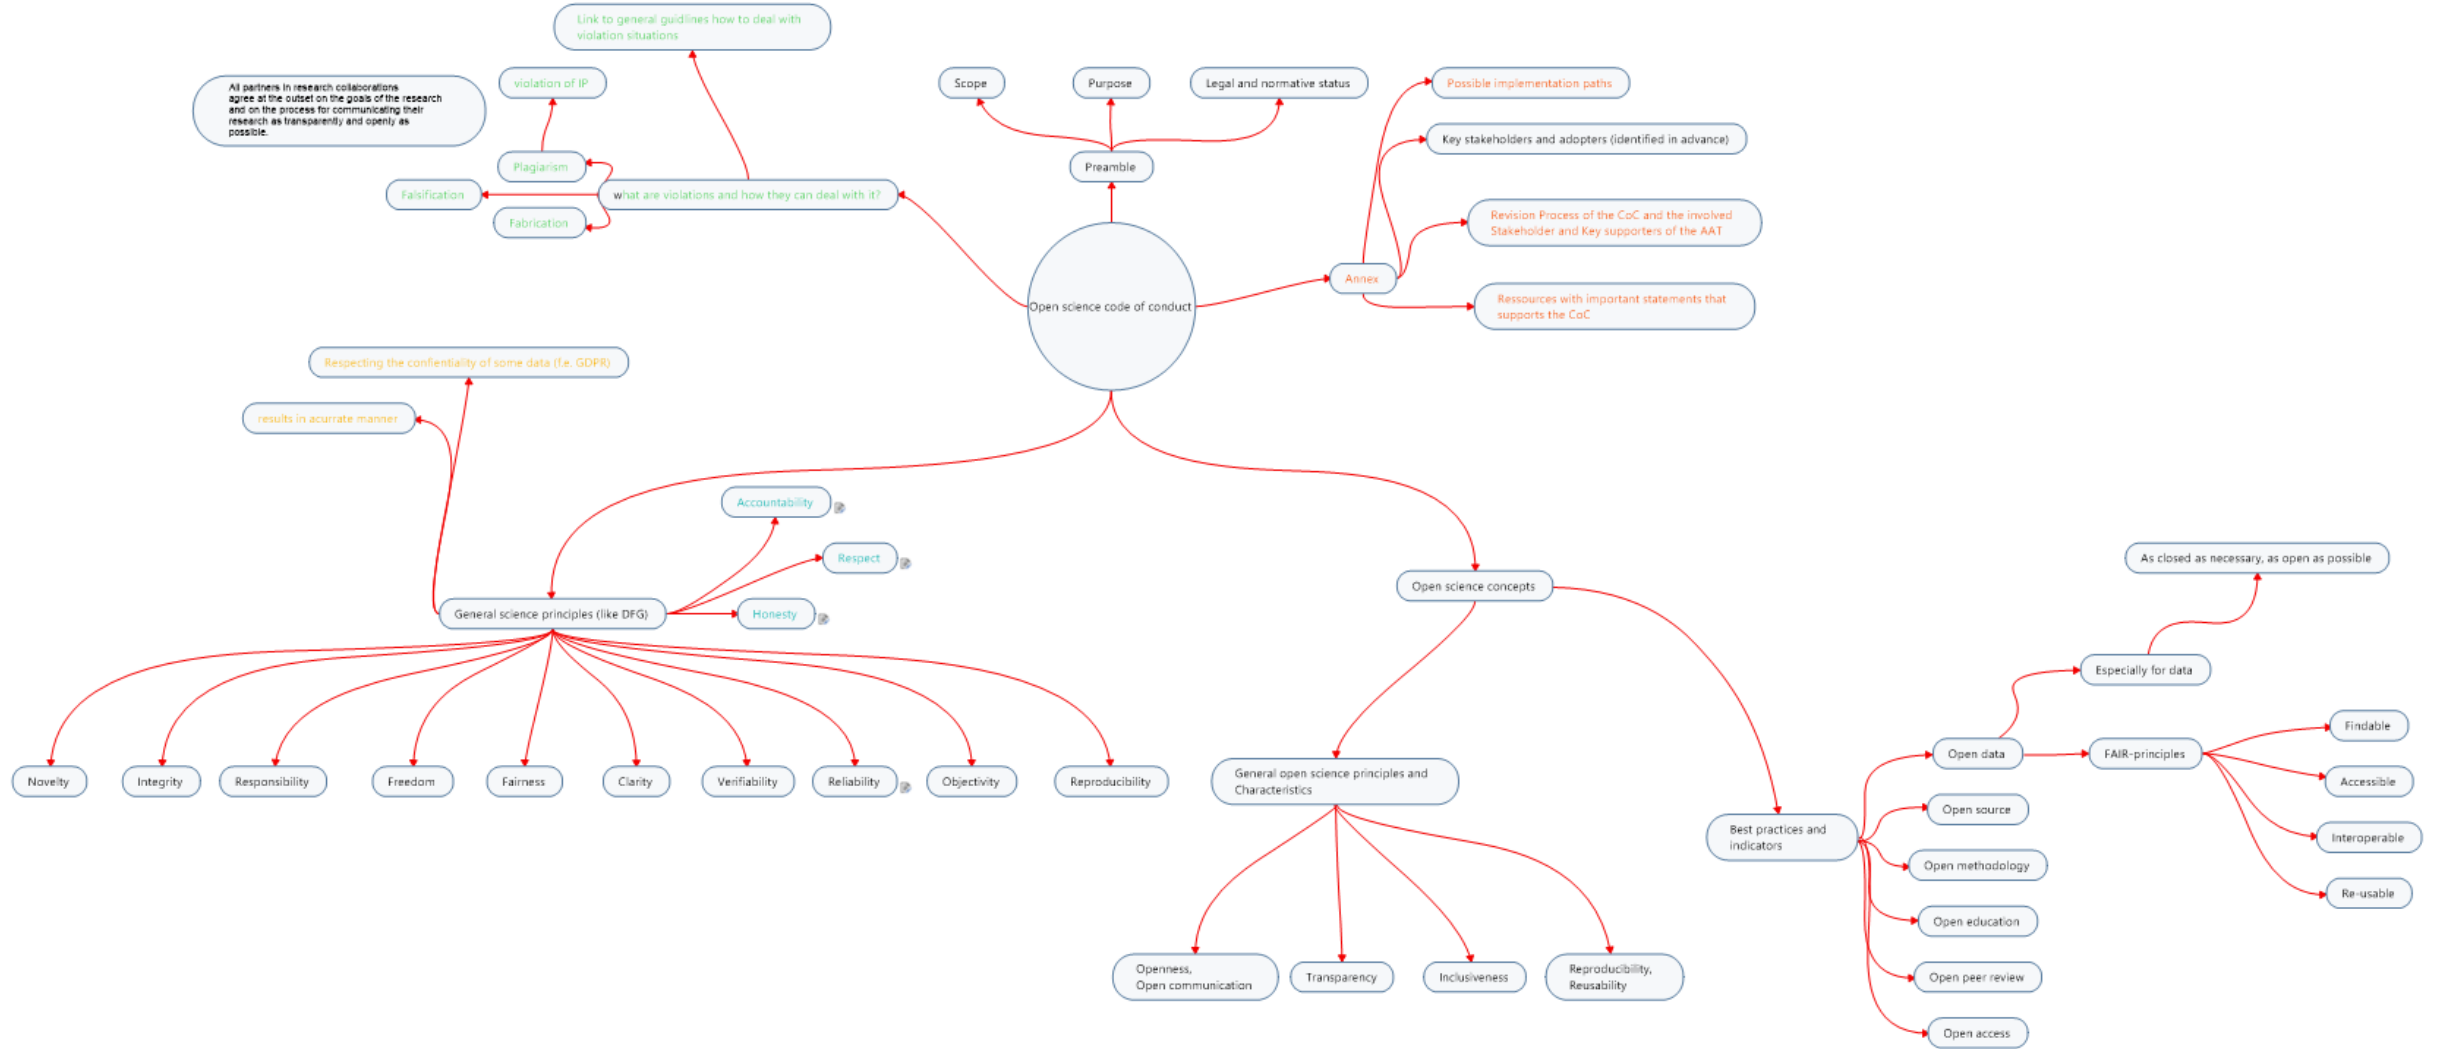 Link to general guidlines how to deal with
violation situations
All partners in research collaborations
agree at the outset on the goals of the research
and on the process for communicating their
research as transparently and openly as
possible.
violation of IP
Scope
Purpose
Legal and normative status
Possible implementation paths
Key stakeholders and adopters (identified in advance)
Plagiarism
Preamble
Falsification
what are violations and how they can deal with it?
Fabrication
Revision Process of the CoC and the involved
Stakeholder and Key supporters of the AAT
Annex
Open science code of conduct
Ressources with important statements that
supports the CoC
Respecting the confientiality of some data (f.e. GDPR)
results in acurrate manner
Accountability
Respect
Honesty
General science principles (like DFG)
Open science concepts
As closed as necessary, as open as possible
Especially for data
Findable
Open data
FAIR-principles
Novelty
Integrity
Responsibility
Freedom
Fairness
Clarity
Verifiability
Reliability
Objectivity
Reproducibility
General open science principles and
Characteristics
Accessible
Open source
Best practices and
indicators
Interoperable
Open methodology
Re-usable
Open education
Openness,
Open communication
Transparency
Inclusiveness
Reproducibility,
Reusability
Open peer review
Open access